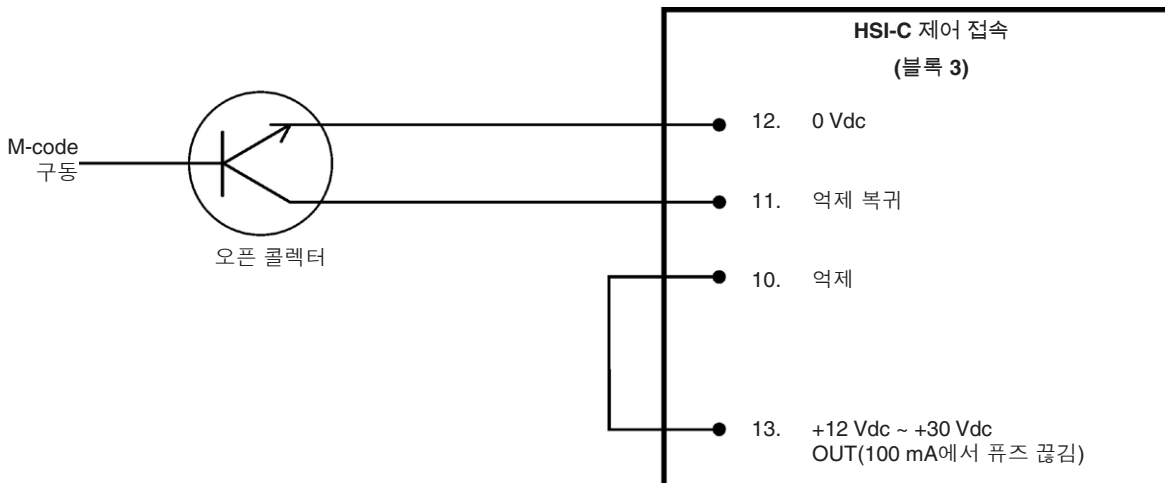 HSI-C 제어 접속
(블록 3)
M-code
구동
오픈 콜렉터
12. 0 Vdc
11. 억제 복귀
10. 억제
13. +12 Vdc ~ +30 Vdc
OUT(100 mA에서 퓨즈 끊김)